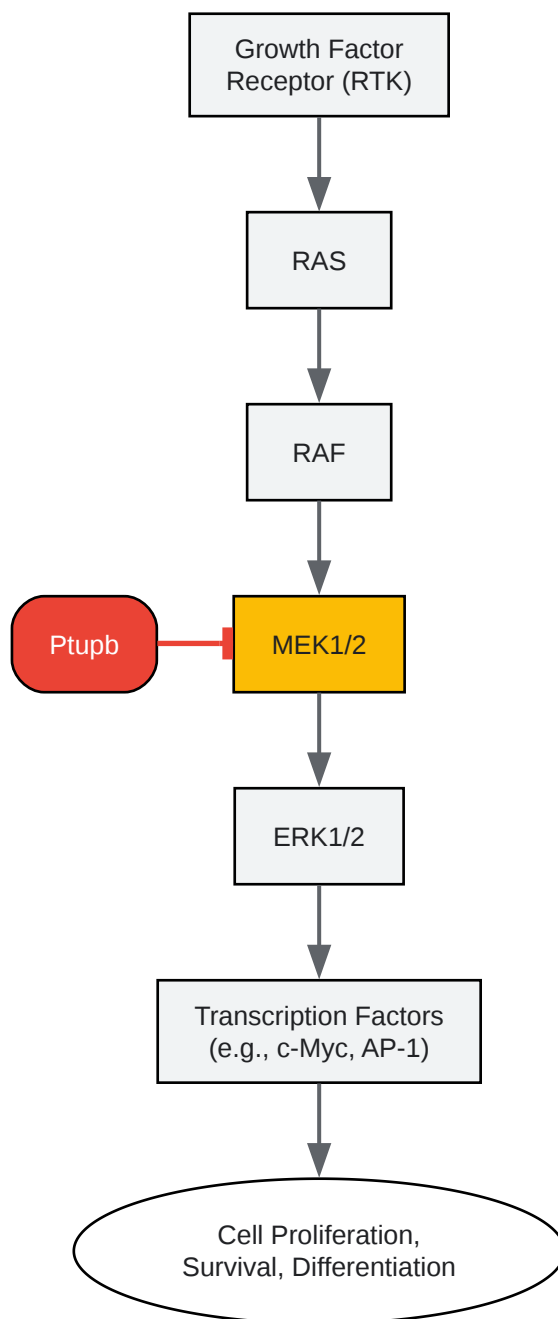 Growth Factor
Receptor (RTK)
RAS
RAF
Ptupb
MEK1/2
ERK1/2
Transcription Factors
(e.g., c-Myc, AP-1)
Cell Proliferation,
Survival, Differentiation